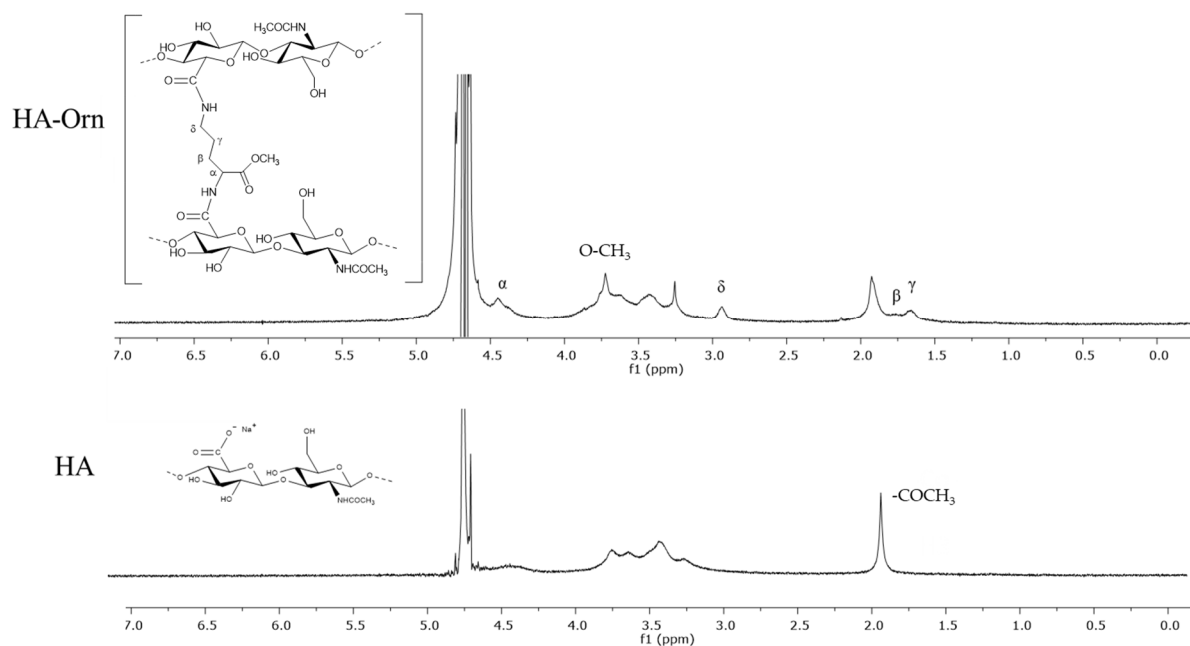 HO
H₃COCHN
OH
HO
O
O
O
O
HO
O
OH
O
C
NH
δ
γ
β
α
OCH₃
O
HN
O
C
OH
O
O
HO
O
O
O
HO
HO
NHCOCH₃
HA-Orn
α
O-CH₃
δ
β
γ
7.0 6.5 6.0 5.5 5.0 4.5 4.0 3.5 3.0 2.5 2.0 1.5 1.0 0.5 0.0
f1 (ppm)
HA
O⁻ Na⁺
O
C
OH
O
O
HO
O
HO
O
O
HO
NHCOCH₃
-COCH₃
7.0 6.5 6.0 5.5 5.0 4.5 4.0 3.5 3.0 2.5 2.0 1.5 1.0 0.5 0.0
f1 (ppm)